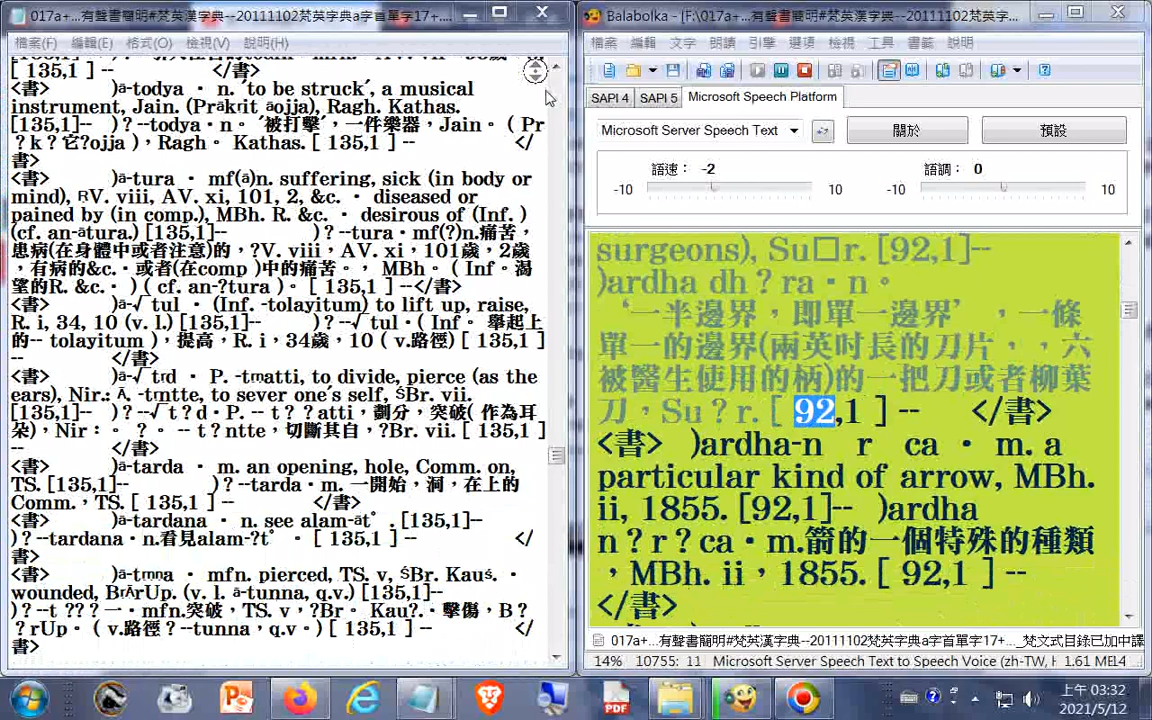 017a+...有聲書簡明#梵英漢字典--20111102梵英字典a字首單字17+...
檔案(F) 編輯(E) 格式(O) 檢視(V) 說明(H)
[ 135,1 ] -- </書>
<書> )ā-todya · n. 'to be struck', a musical
instrument, Jain. (Prākrit āojja), Ragh. Kathas.
[135,1]-- )? --todya · n。'被打擊'，一件樂器，Jain。( Pr
? k ? 它?ojja )，Ragh。Kathas. [ 135,1 ] -- </
書>
<書> )ā-tura · mf(ā)n. suffering, sick (in body or
mind), RV. viii, AV. xi, 101, 2, &c. · diseased or
pained by (in comp.), MBh. R. &c. · desirous of (Inf. )
(cf. an-ātura.) [135,1]-- )? --tura · mf(?)n.痛苦，
患病(在身體中或者注意)的，?V. viii，AV. xi，101歲，2歲
，有病的&c.·或者(在comp )中的痛苦。，MBh。( Inf。渴
望的R. &c. · ) ( cf. an-?tura )。[ 135,1 ] --</書>
<書> )ā-√ tul · (Inf. -tolayitum) to lift up, raise,
R. i, 34, 10 (v. l.) [135,1]-- )? --√ tul · ( Inf。 舉起上
的-- tolayitum )，提高，R. i，34歲，10 ( v.路徑) [ 135,1 ] --
</書>
<書> )ā-√ tṛd · P. -tṛṇatti, to divide, pierce (as the
ears), Nir.: Ā. -tṛntte, to sever one's self, ŚBr. vii.
[135,1]-- )? --√ t ? d · P. -- t ? ? atti，劃分，突破( 作為耳
朵)，Nir：。 ? 。 -- t ? ntte，切斷其自，?Br. vii. [ 135,1 ] --
</書>
<書> )ā-tarda · m. an opening, hole, Comm. on,
TS. [135,1]-- )? --tarda · m. 一開始，洞，在上的
Comm.，TS. [ 135,1 ] -- </書>
<書> )ā-tardana · n. see alam-āt° . [135,1]--
)? --tardana · n.看見alam-?t° 。[ 135,1 ] -- </
書>
<書> )ā-tṛṇṇa · mfn. pierced, TS. v, ŚBr. Kauś. ·
wounded, BṛĀrUp. (v. l. ā-tunna, q.v.) [135,1]--
)? --t ??? 一 · mfn.突破，TS. v，?Br。Kau?. · 擊傷，B ?
? rUp。( v.路徑 ? --tunna，q.v。) [ 135,1 ] -- </
書>
Balabolka - [F:\017a+...有聲書簡明#梵英漢字典--20111102梵英字...
檔案 編輯 文字 朗讀 引擎 選項 檢視 工具 書籤 說明
SAPI 4 SAPI 5 Microsoft Speech Platform
Microsoft Server Speech Text 關於 預設
語速： -2 語調： 0
-10 10 -10 10
surgeons), Su□r. [92,1]--
)ardha dh ? ra · n。
'一半邊界，即單一邊界'，一條
單一的邊界(兩英吋長的刀片，，六
被醫生使用的柄)的一把刀或者柳葉
刀，Su ? r. [ 92,1 ] -- </書>
<書> )ardha-n r ca · m. a
particular kind of arrow, MBh.
ii, 1855. [92,1]-- )ardha
n ? r ? ca · m.箭的一個特殊的種類
，MBh. ii，1855. [ 92,1 ] --
</書>
017a+...有聲書簡明#梵英漢字典--20111102梵英字典a字首單字17+..._梵文式目錄已加中譯
14% 10755: 11 Microsoft Server Speech Text to Speech Voice (zh-TW, H 1.61 MB
上午 03:32
2021/5/12